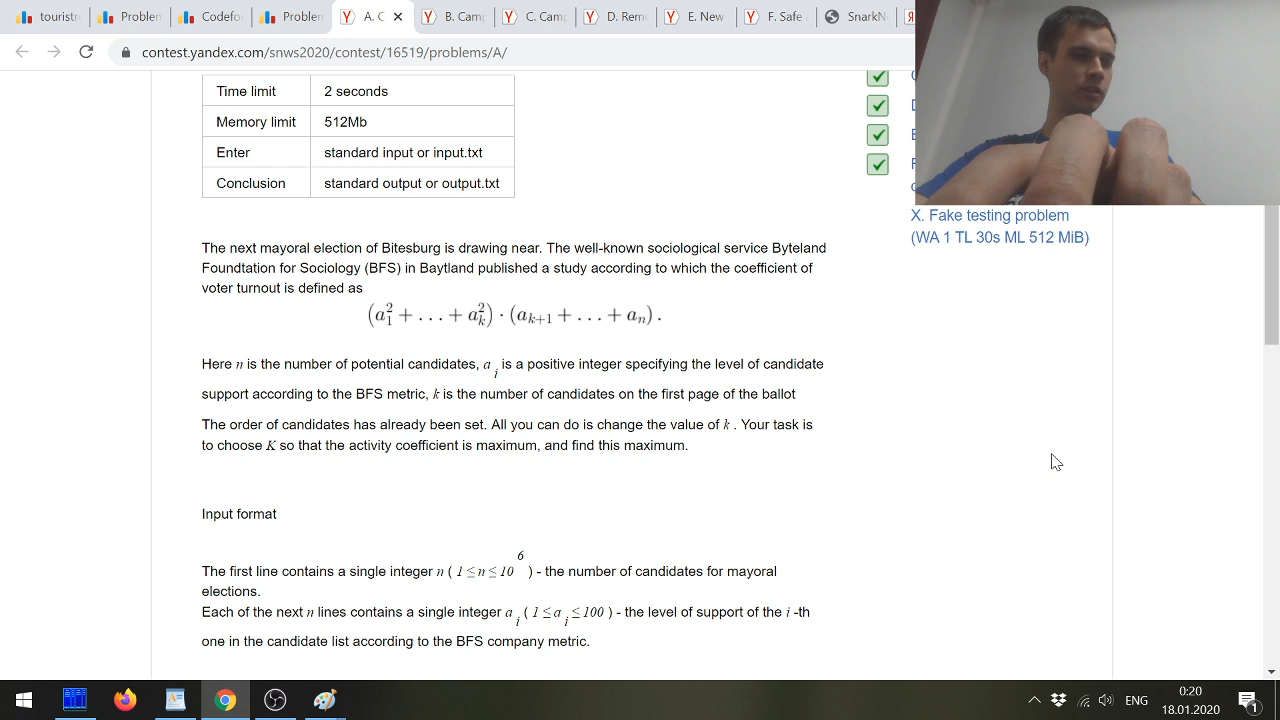 touristr
Problem
Codefor
Problem
A. C
B. Cam
C. Camp
D. Rem
E. New
F. Safe
SnarkN
contest.yandex.com/snws2020/contest/16519/problems/A/
Time limit 2 seconds
Memory limit 512Mb
Enter standard input or input.txt
Conclusion standard output or output.txt
X. Fake testing problem
(WA 1 TL 30s ML 512 MiB)
The next mayoral election of Bitesburg is drawing near. The well-known sociological service Byteland
Foundtation for Sociology (BFS) in Baytland published a study according to which the coefficient of
voter turnout is defined as
(a₁² + . . . + aₖ²) · (aₖ₊₁ + . . . + aₙ) .
Here n is the number of potential candidates, a i is a positive integer specifying the level of candidate
support according to the BFS metric, k is the number of candidates on the first page of the ballot
The order of candidates has already been set. All you can do is change the value of k . Your task is
to choose K so that the activity coefficient is maximum, and find this maximum.
Input format
The first line contains a single integer n ( 1 ≤ n ≤ 10 6 ) - the number of candidates for mayoral
elections.
Each of the next n lines contains a single integer a i ( 1 ≤ a i ≤ 100 ) - the level of support of the i -th
one in the candidate list according to the BFS company metric.
ENG
0:20
18.01.2020
1